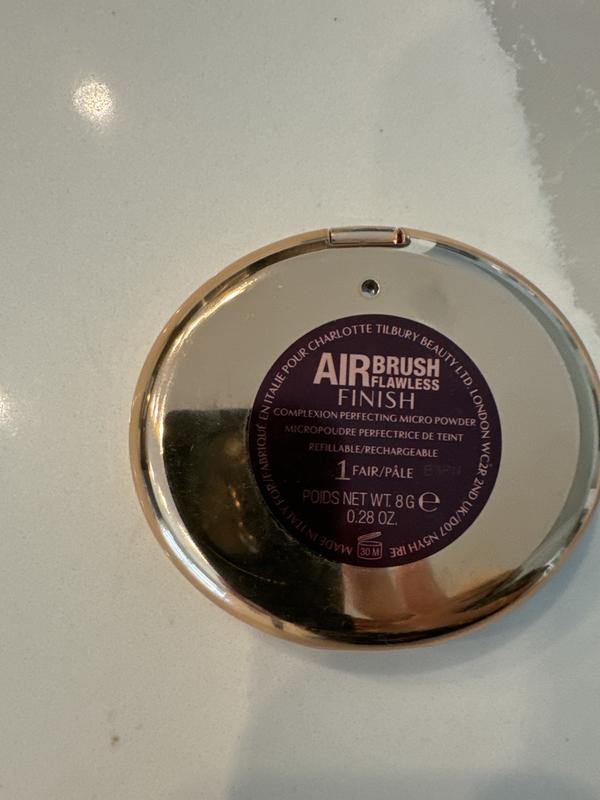 AIRBRUSH
FLAWLESS
FINISH
COMPLEXION PERFECTING MICRO POWDER
MICROPOUDRE PERFECTRICE DE TEINT
REFILLABLE/RECHARGEABLE
1 FAIR/PÂLE
POIDS NET WT. 8 G ℮
0.28 OZ.
30 M
MADE IN ITALY FOR/FABRIQUÉ EN ITALIE POUR CHARLOTTE TILBURY BEAUTY LTD. LONDON WC2R 2ND UK/D07 N5YH IRE